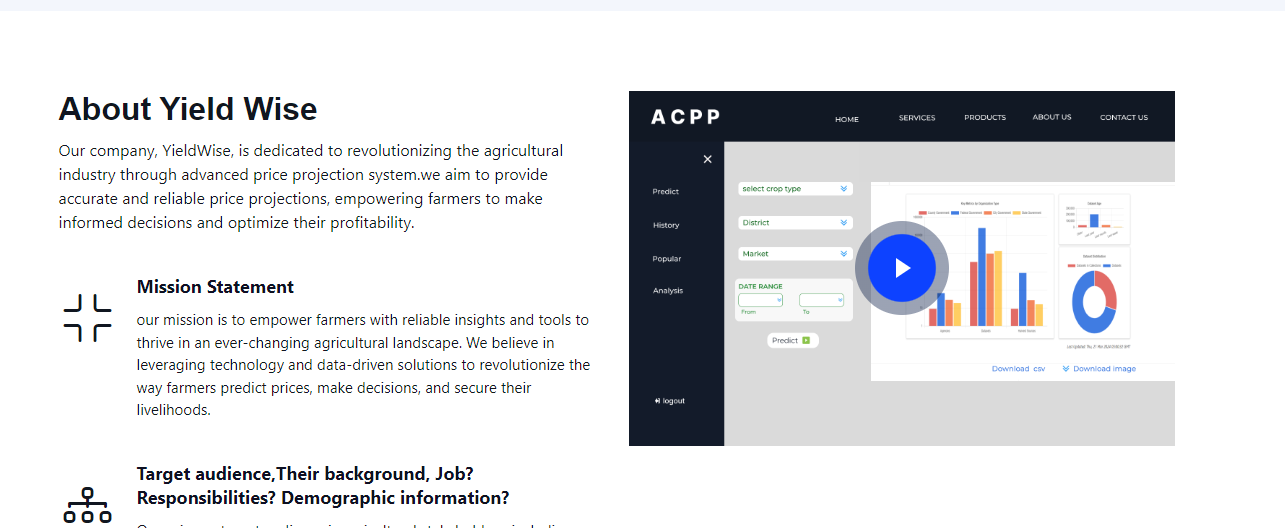 About Yield Wise
Our company, YieldWise, is dedicated to revolutionizing the agricultural
industry through advanced price projection system.we aim to provide
accurate and reliable price projections, empowering farmers to make
informed decisions and optimize their profitability.
Mission Statement
our mission is to empower farmers with reliable insights and tools to
thrive in an ever-changing agricultural landscape. We believe in
leveraging technology and data-driven solutions to revolutionize the
way farmers predict prices, make decisions, and secure their
livelihoods.
Target audience,Their background, Job?
Responsibilities? Demographic information?
ACPP
HOME
SERVICES
PRODUCTS
ABOUT US
CONTACT US
Predict
History
Popular
Analysis
logout
select crop type
District
Market
DATE RANGE
From
To
Predict
Download csv
Download image